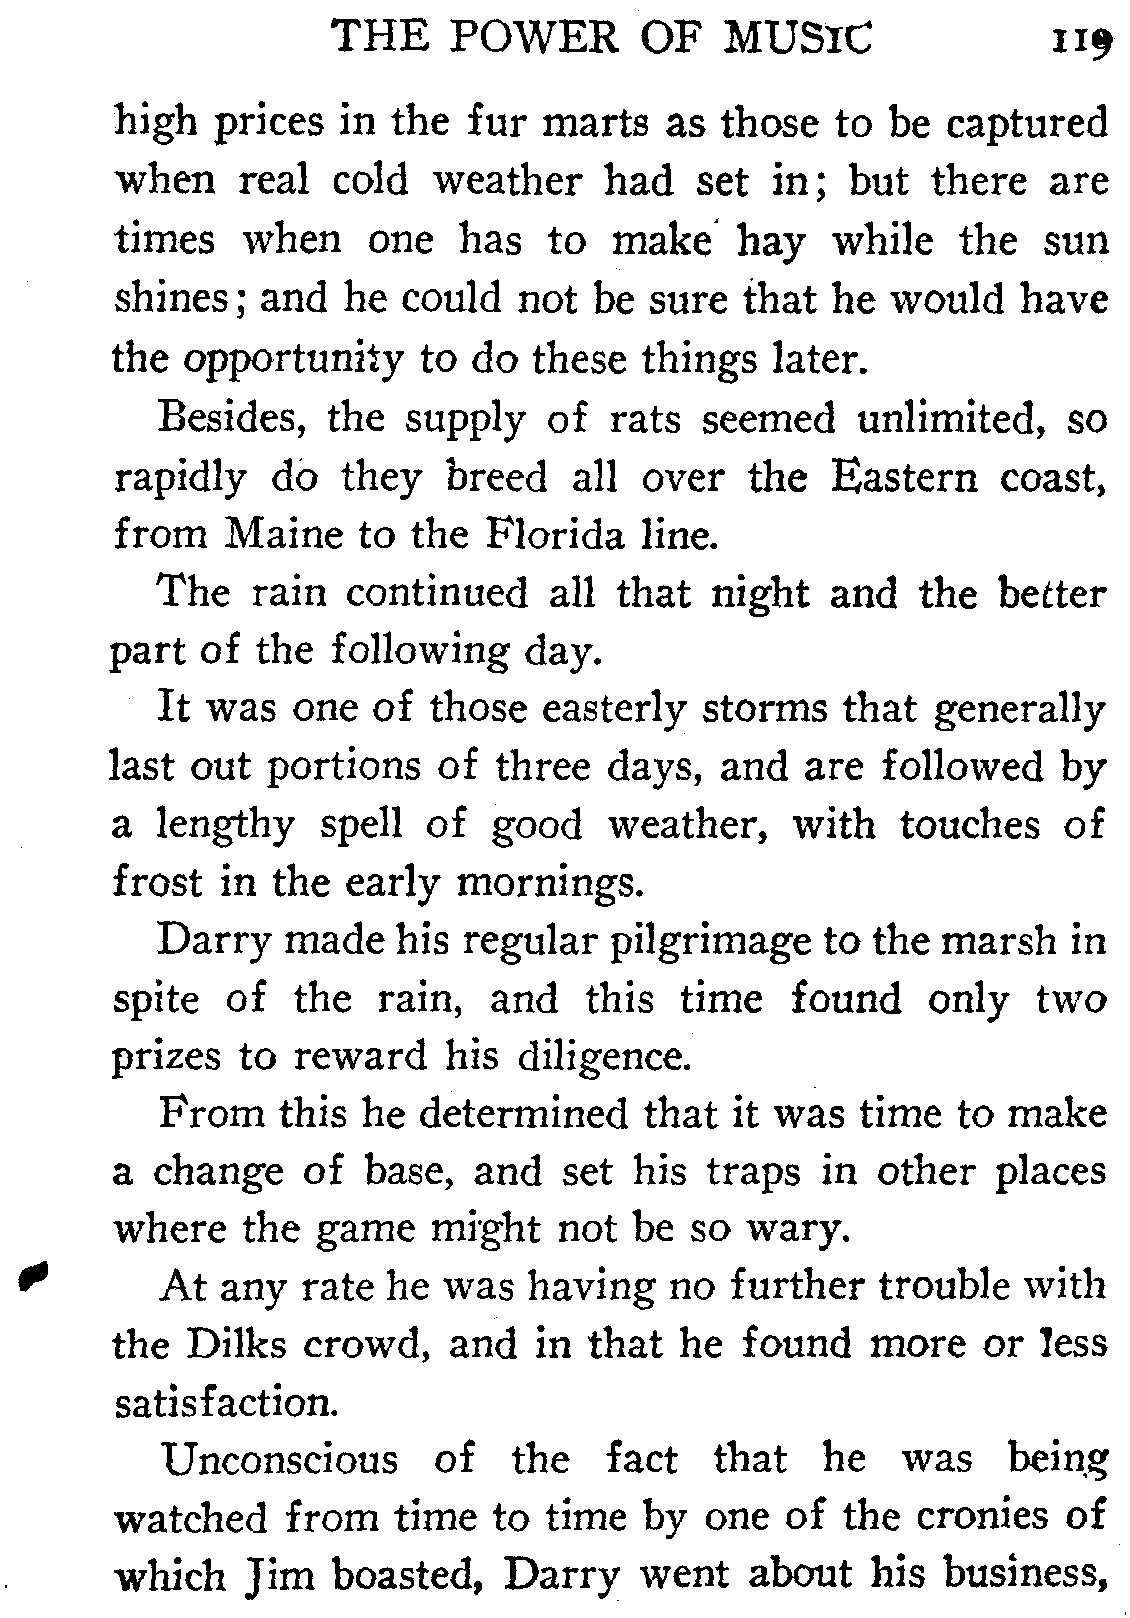 THE POWER OF MUSIC 119
high prices in the fur marts as those to be captured
when real cold weather had set in; but there are
times when one has to make hay while the sun
shines; and he could not be sure that he would have
the opportunity to do these things later.
Besides, the supply of rats seemed unlimited, so
rapidly do they breed all over the Eastern coast,
from Maine to the Florida line.
The rain continued all that night and the better
part of the following day.
It was one of those easterly storms that generally
last out portions of three days, and are followed by
a lengthy spell of good weather, with touches of
frost in the early mornings.
Darry made his regular pilgrimage to the marsh in
spite of the rain, and this time found only two
prizes to reward his diligence.
From this he determined that it was time to make
a change of base, and set his traps in other places
where the game might not be so wary.
At any rate he was having no further trouble with
the Dilks crowd, and in that he found more or less
satisfaction.
Unconscious of the fact that he was being
watched from time to time by one of the cronies of
which Jim boasted, Darry went about his business,